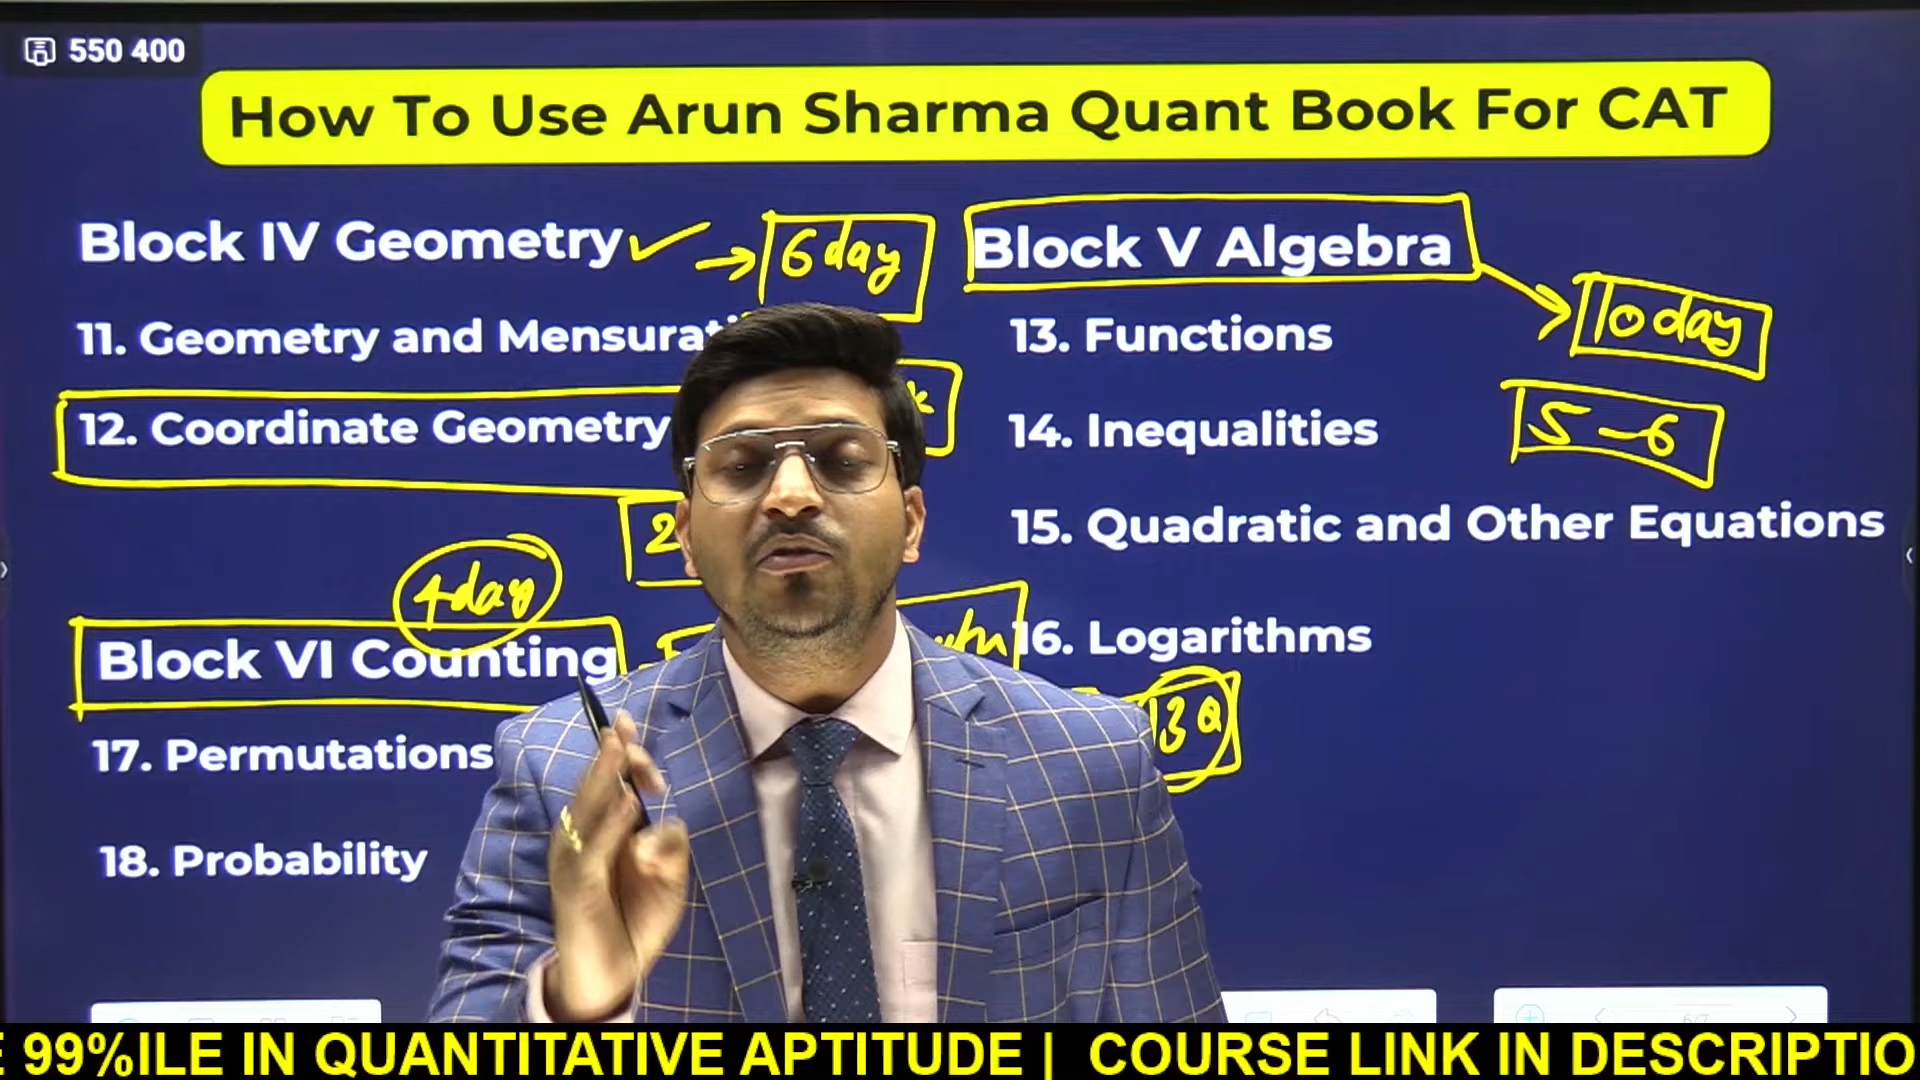 550 400
How To Use Arun Sharma Quant Book For CAT
Block IV Geometry ✓ → 6 day
11. Geometry and
12. Coordinate Geometry
2
4 day
Block VI Counting
17. Permutations
18. Probability
Block V Algebra
10 day
13. Functions
14. Inequalities
5-6
15. Quadratic and Other Equations
16. Logarithms
13 Q
99%ILE IN QUANTITATIVE APTITUDE | COURSE LINK IN